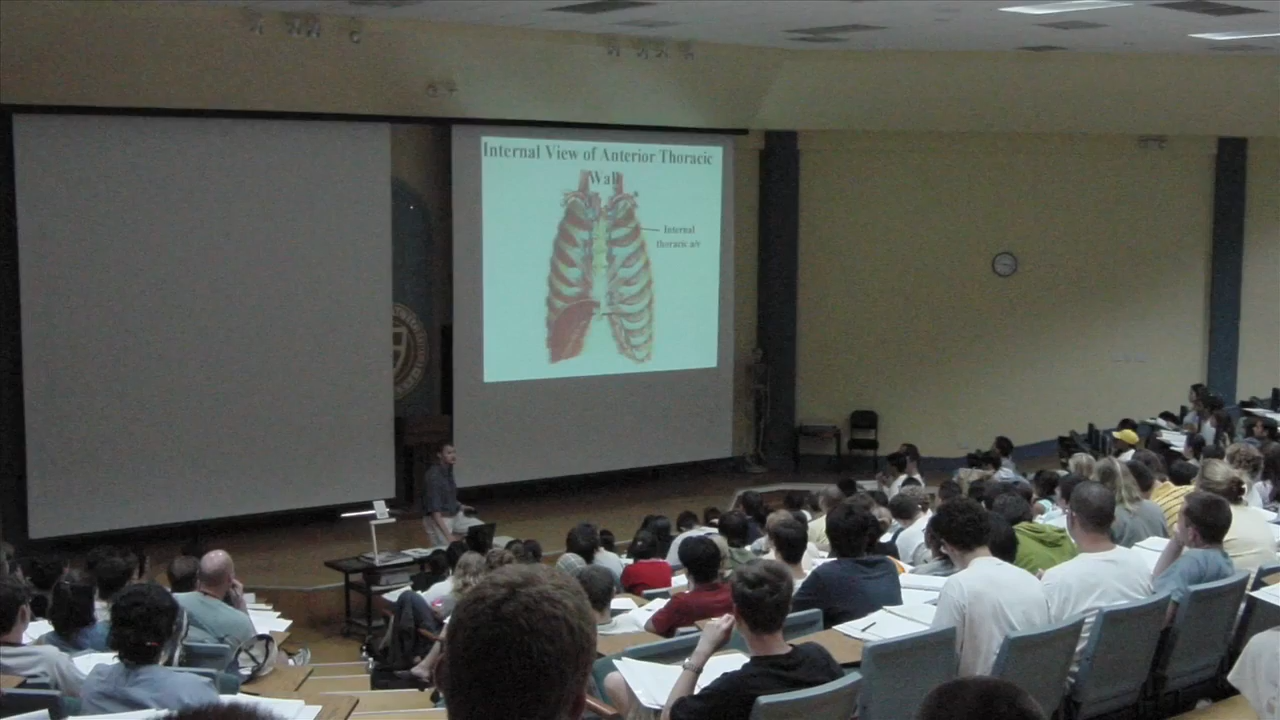 Internal View of Anterior Thoracic
Wall
Internal
thoracic a/v